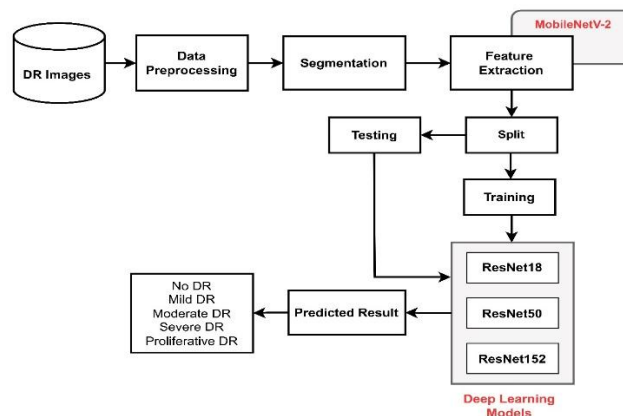 MobileNetV-2
DR Images
Data
Preprocessing
Segmentation
Feature
Extraction
Testing
Split
Training
ResNet18
ResNet50
ResNet152
Deep Learning
Models
Predicted Result
No DR
Mild DR
Moderate DR
Severe DR
Proliferative DR